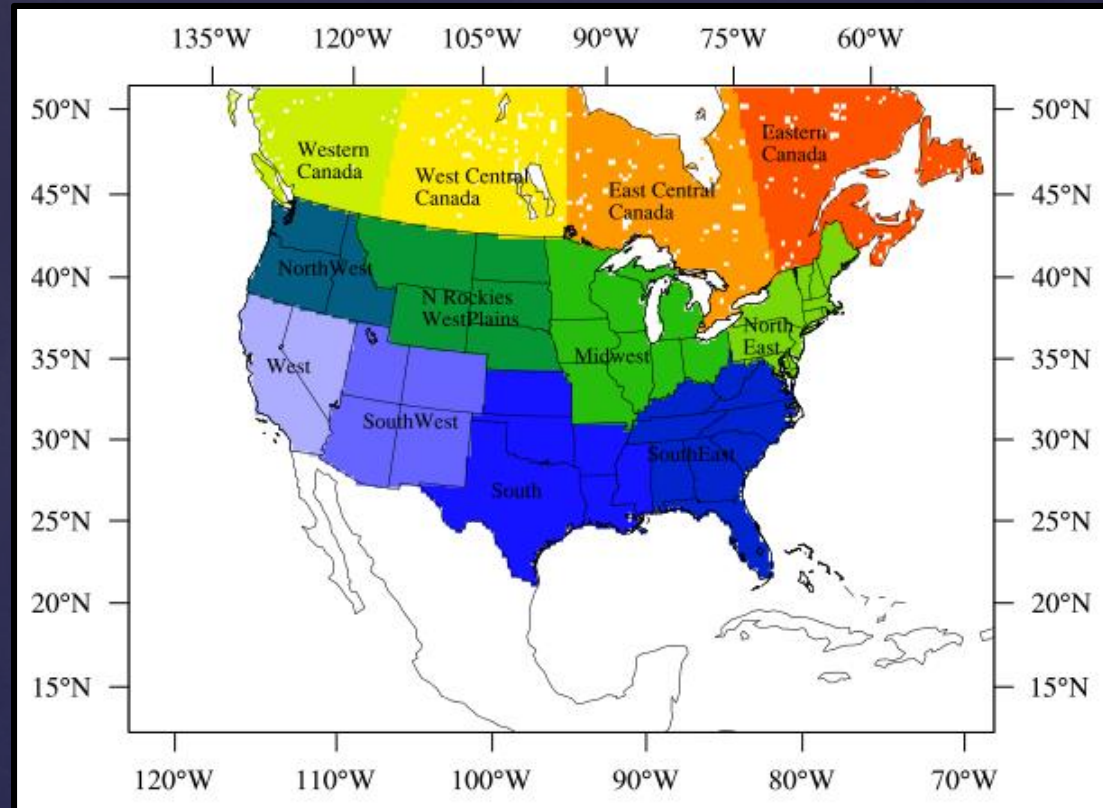 135°W 120°W 105°W 90°W 75°W 60°W
50°N 50°N
Western
Canada
West Central
Canada
East Central
Canada
Eastern
Canada
45°N 45°N
40°N 40°N
NorthWest
N Rockies
WestPlains
Midwest
North
East
35°N 35°N
West
SouthWest
30°N 30°N
SouthEast
South
25°N 25°N
20°N 20°N
15°N 15°N
120°W 110°W 100°W 90°W 80°W 70°W